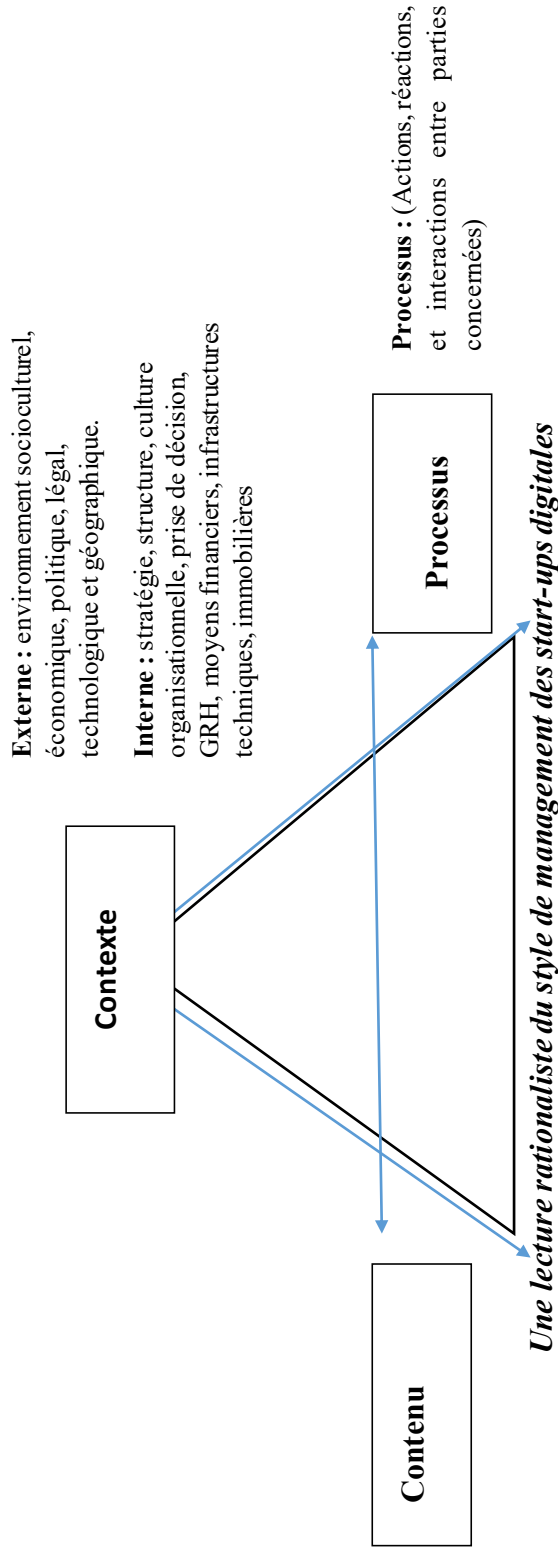 Externe : environnement socioculturel,
économique, politique, légal,
technologique et géographique.
Interne : stratégie, structure, culture
organisationnelle, prise de décision,
GRH, moyens financiers, infrastructures
techniques, immobilières
Contexte
Processus : (Actions, réactions,
et interactions entre parties
concernées)
Contenu
Processus
Une lecture rationaliste du style de management des start-ups digitales